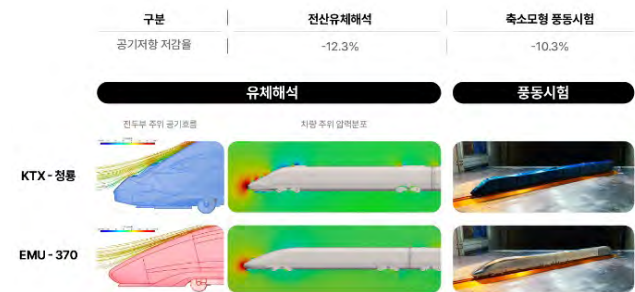 구분 전산유체해석 축소모형 풍동시험
공기저항 저감율 -12.3% -10.3%
유체해석 풍동시험
전두부 주위 공기흐름 차량 주위 압력분포
KTX - 청룡
EMU - 370